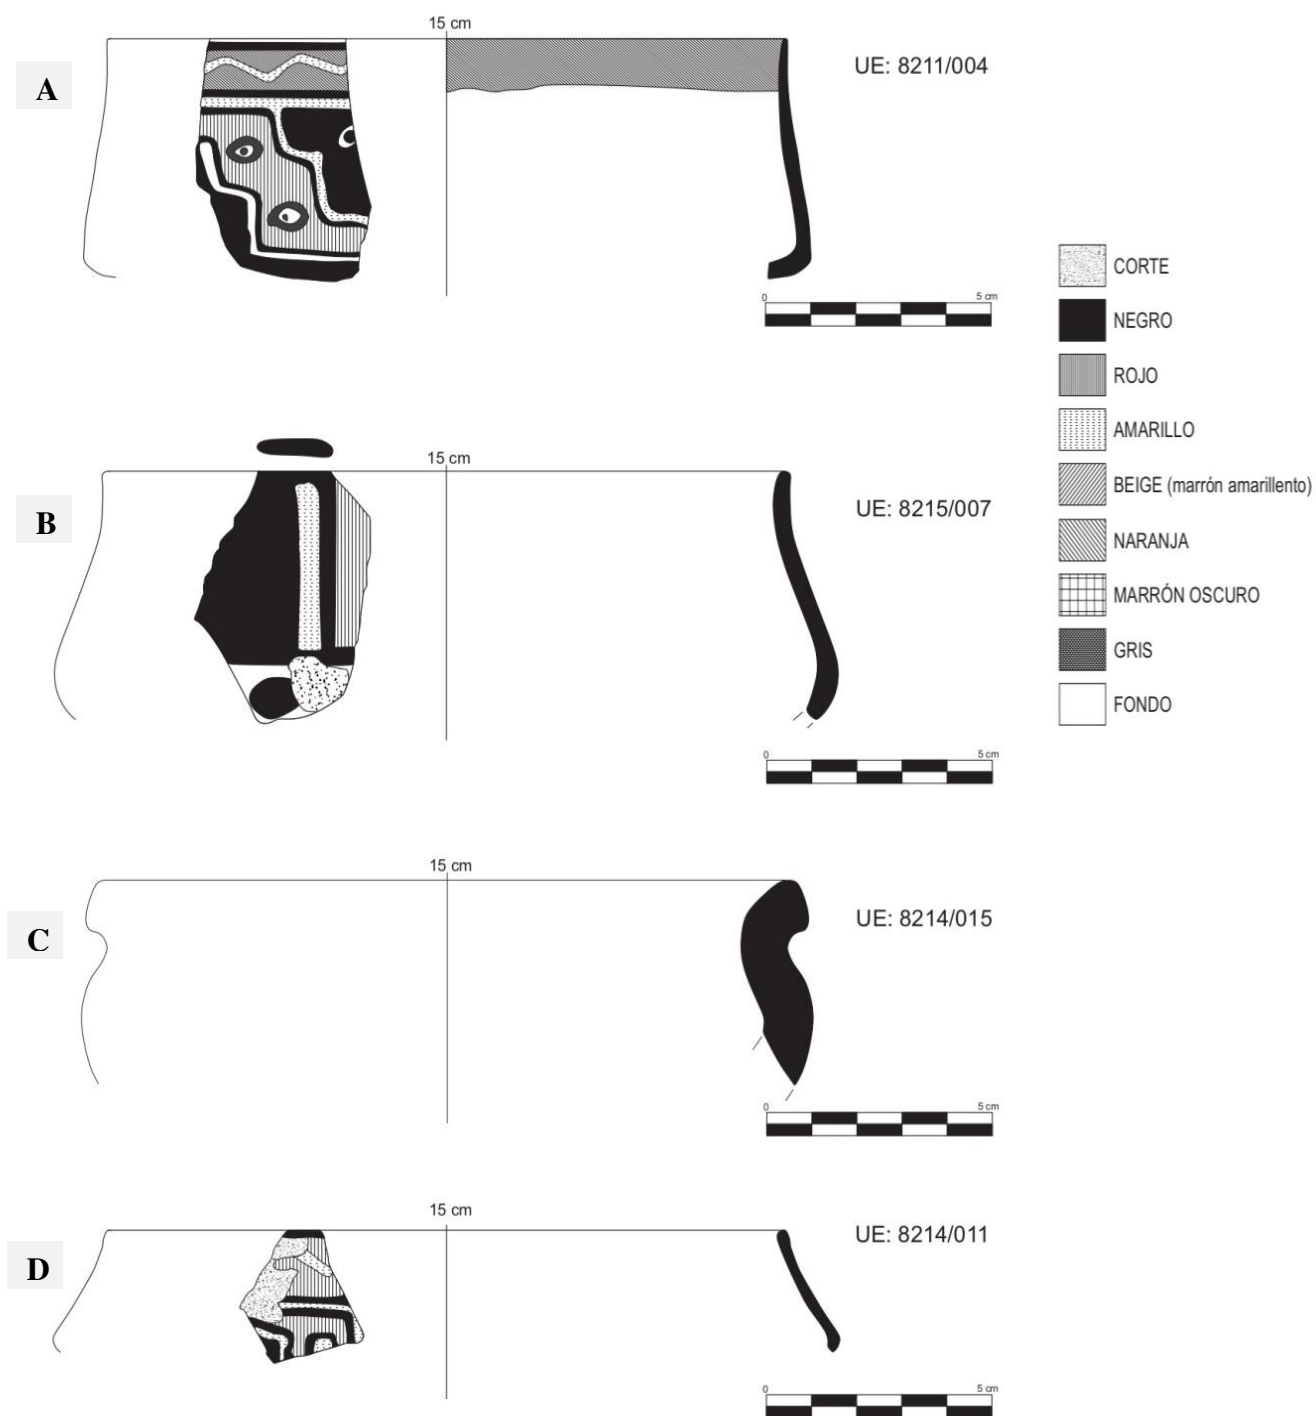 15 cm
A
UE: 8211/004
0 5 cm
15 cm
B
UE: 8215/007
0 5 cm
15 cm
C
UE: 8214/015
0 5 cm
15 cm
D
UE: 8214/011
0 5 cm
CORTE
NEGRO
ROJO
AMARILLO
BEIGE (marrón amarillento)
NARANJA
MARRÓN OSCURO
GRIS
FONDO